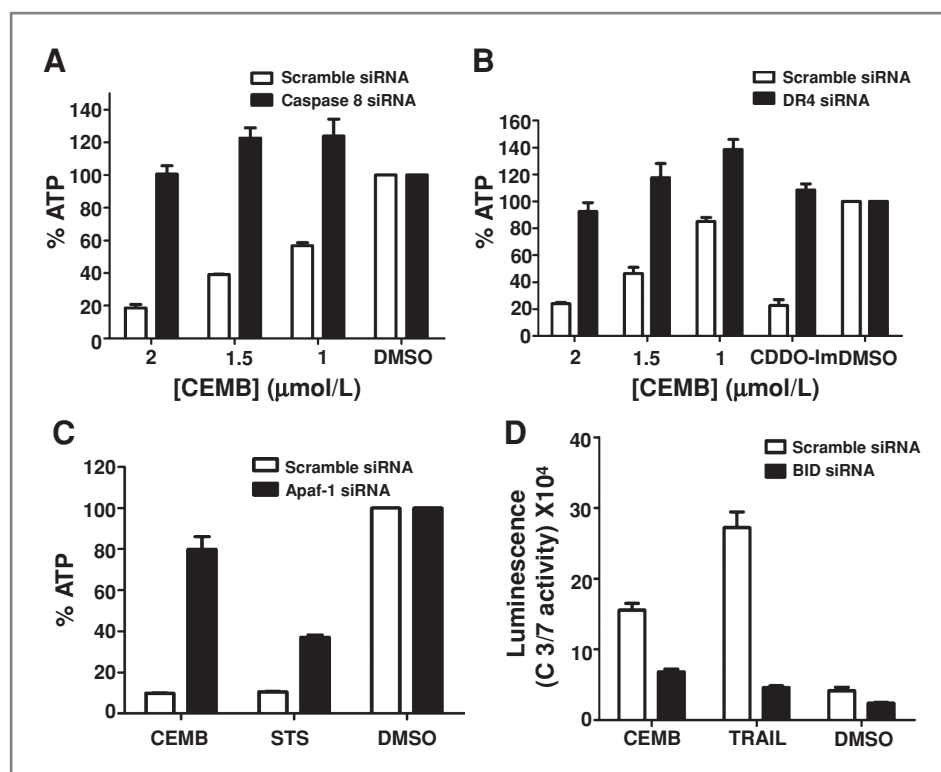 A
Scramble siRNA
Caspase 8 siRNA
% ATP
140
120
100
80
60
40
20
0
2 1.5 1 DMSO
[CEMB] (μmol/L)
B
Scramble siRNA
DR4 siRNA
% ATP
160
140
120
100
80
60
40
20
0
2 1.5 1 CDDO-Im DMSO
[CEMB] (μmol/L)
C
Scramble siRNA
Apaf-1 siRNA
% ATP
120
100
80
60
40
20
0
CEMB STS DMSO
D
Scramble siRNA
BID siRNA
Luminescence
(C 3/7 activity) X10⁴
40
30
20
10
0
CEMB TRAIL DMSO